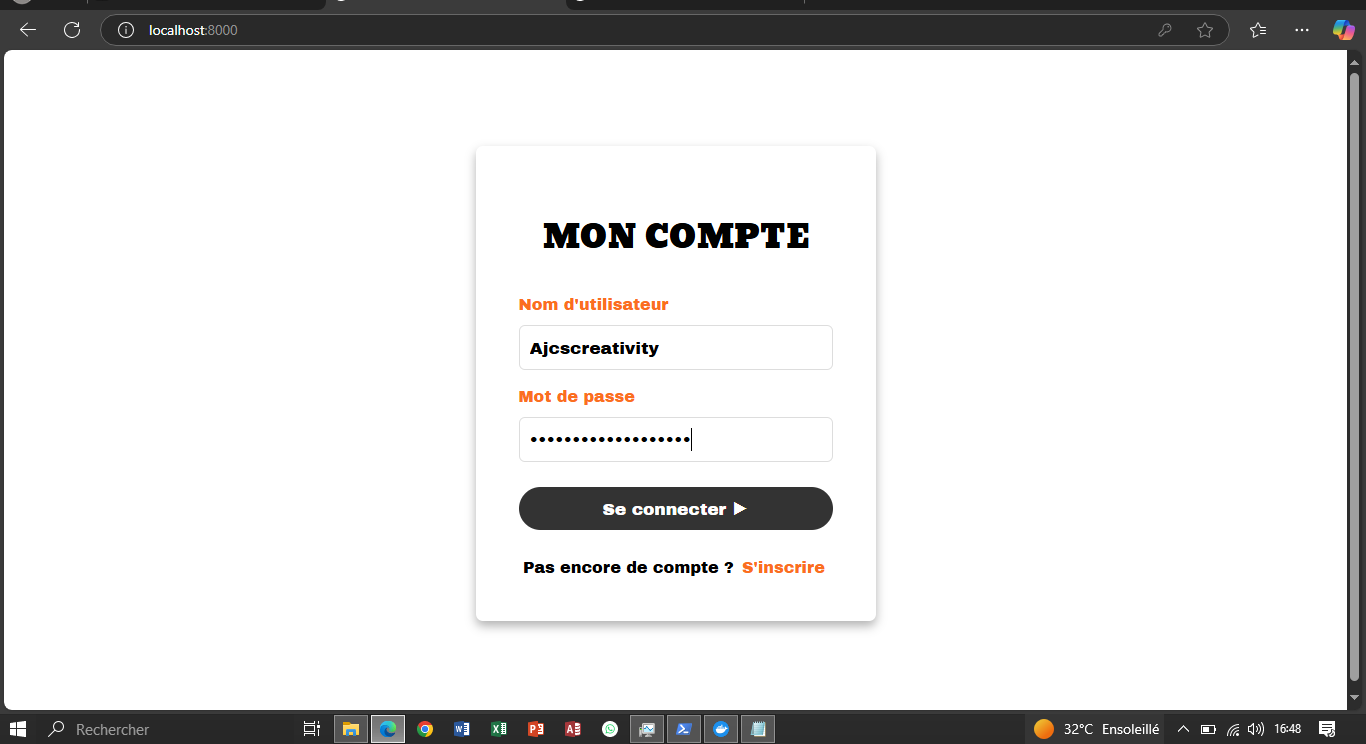 localhost:8000
MON COMPTE
Nom d'utilisateur
Ajcscreativity
Mot de passe
•••••••••••••••••••
Se connecter ▶
Pas encore de compte ? S'inscrire
Rechercher
32°C Ensoleillé
16:48